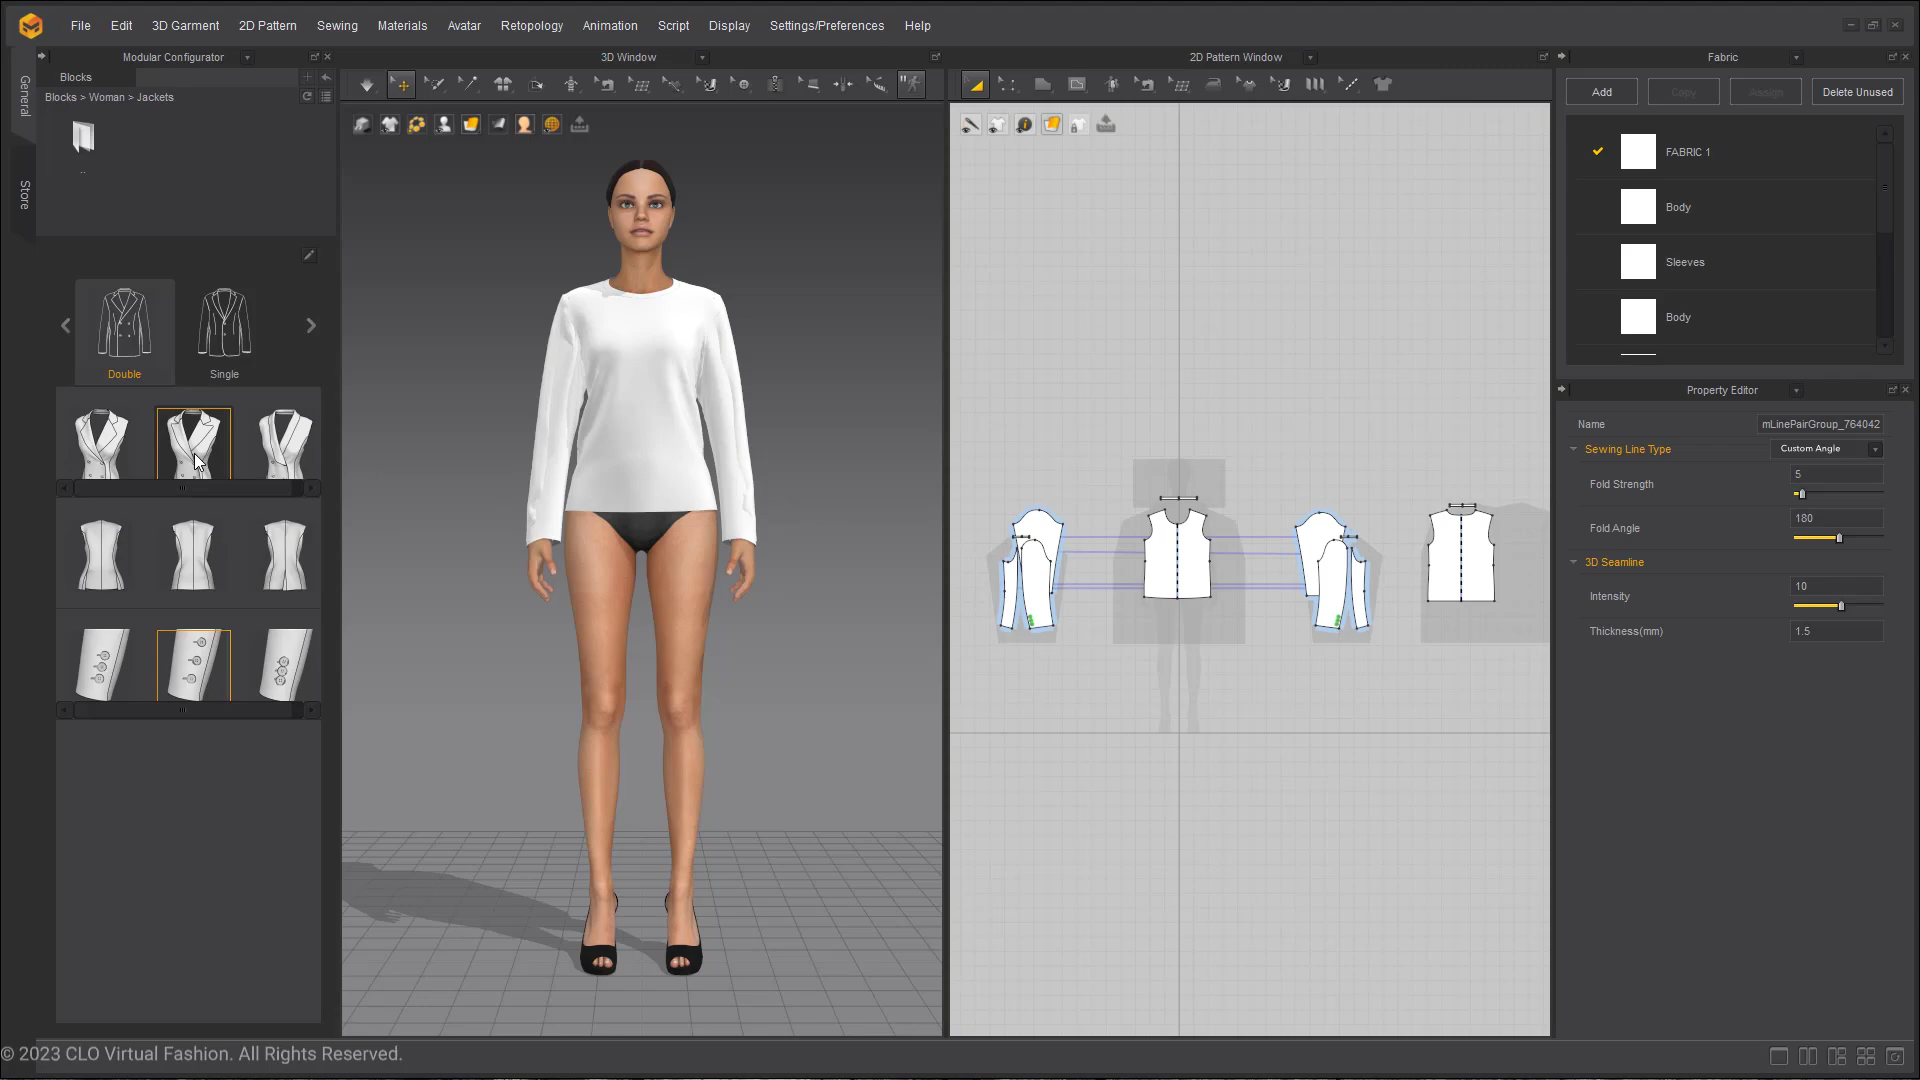 File Edit 3D Garment 2D Pattern Sewing Materials Avatar Retopology Animation Script Display Settings/Preferences Help
Modular Configurator
3D Window
2D Pattern Window
Fabric
General
Store
Blocks
Blocks > Woman > Jackets
..
Double
Single
Add Copy Assign Delete Unused
FABRIC 1
Body
Sleeves
Body
Property Editor
Name mLinePairGroup_764042
Sewing Line Type Custom Angle
Fold Strength 5
Fold Angle 180
3D Seamline
Intensity 10
Thickness(mm) 1.5
© 2023 CLO Virtual Fashion. All Rights Reserved.